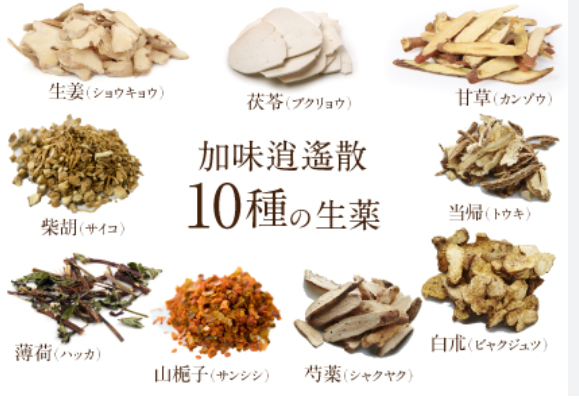 生姜(ショウキョウ)
茯苓(ブクリョウ)
甘草(カンゾウ)
加味逍遙散
10種の生薬
柴胡(サイコ)
当帰(トウキ)
薄荷(ハッカ)
山梔子(サンシシ)
芍薬(シャクヤク)
白朮(ビャクジュツ)